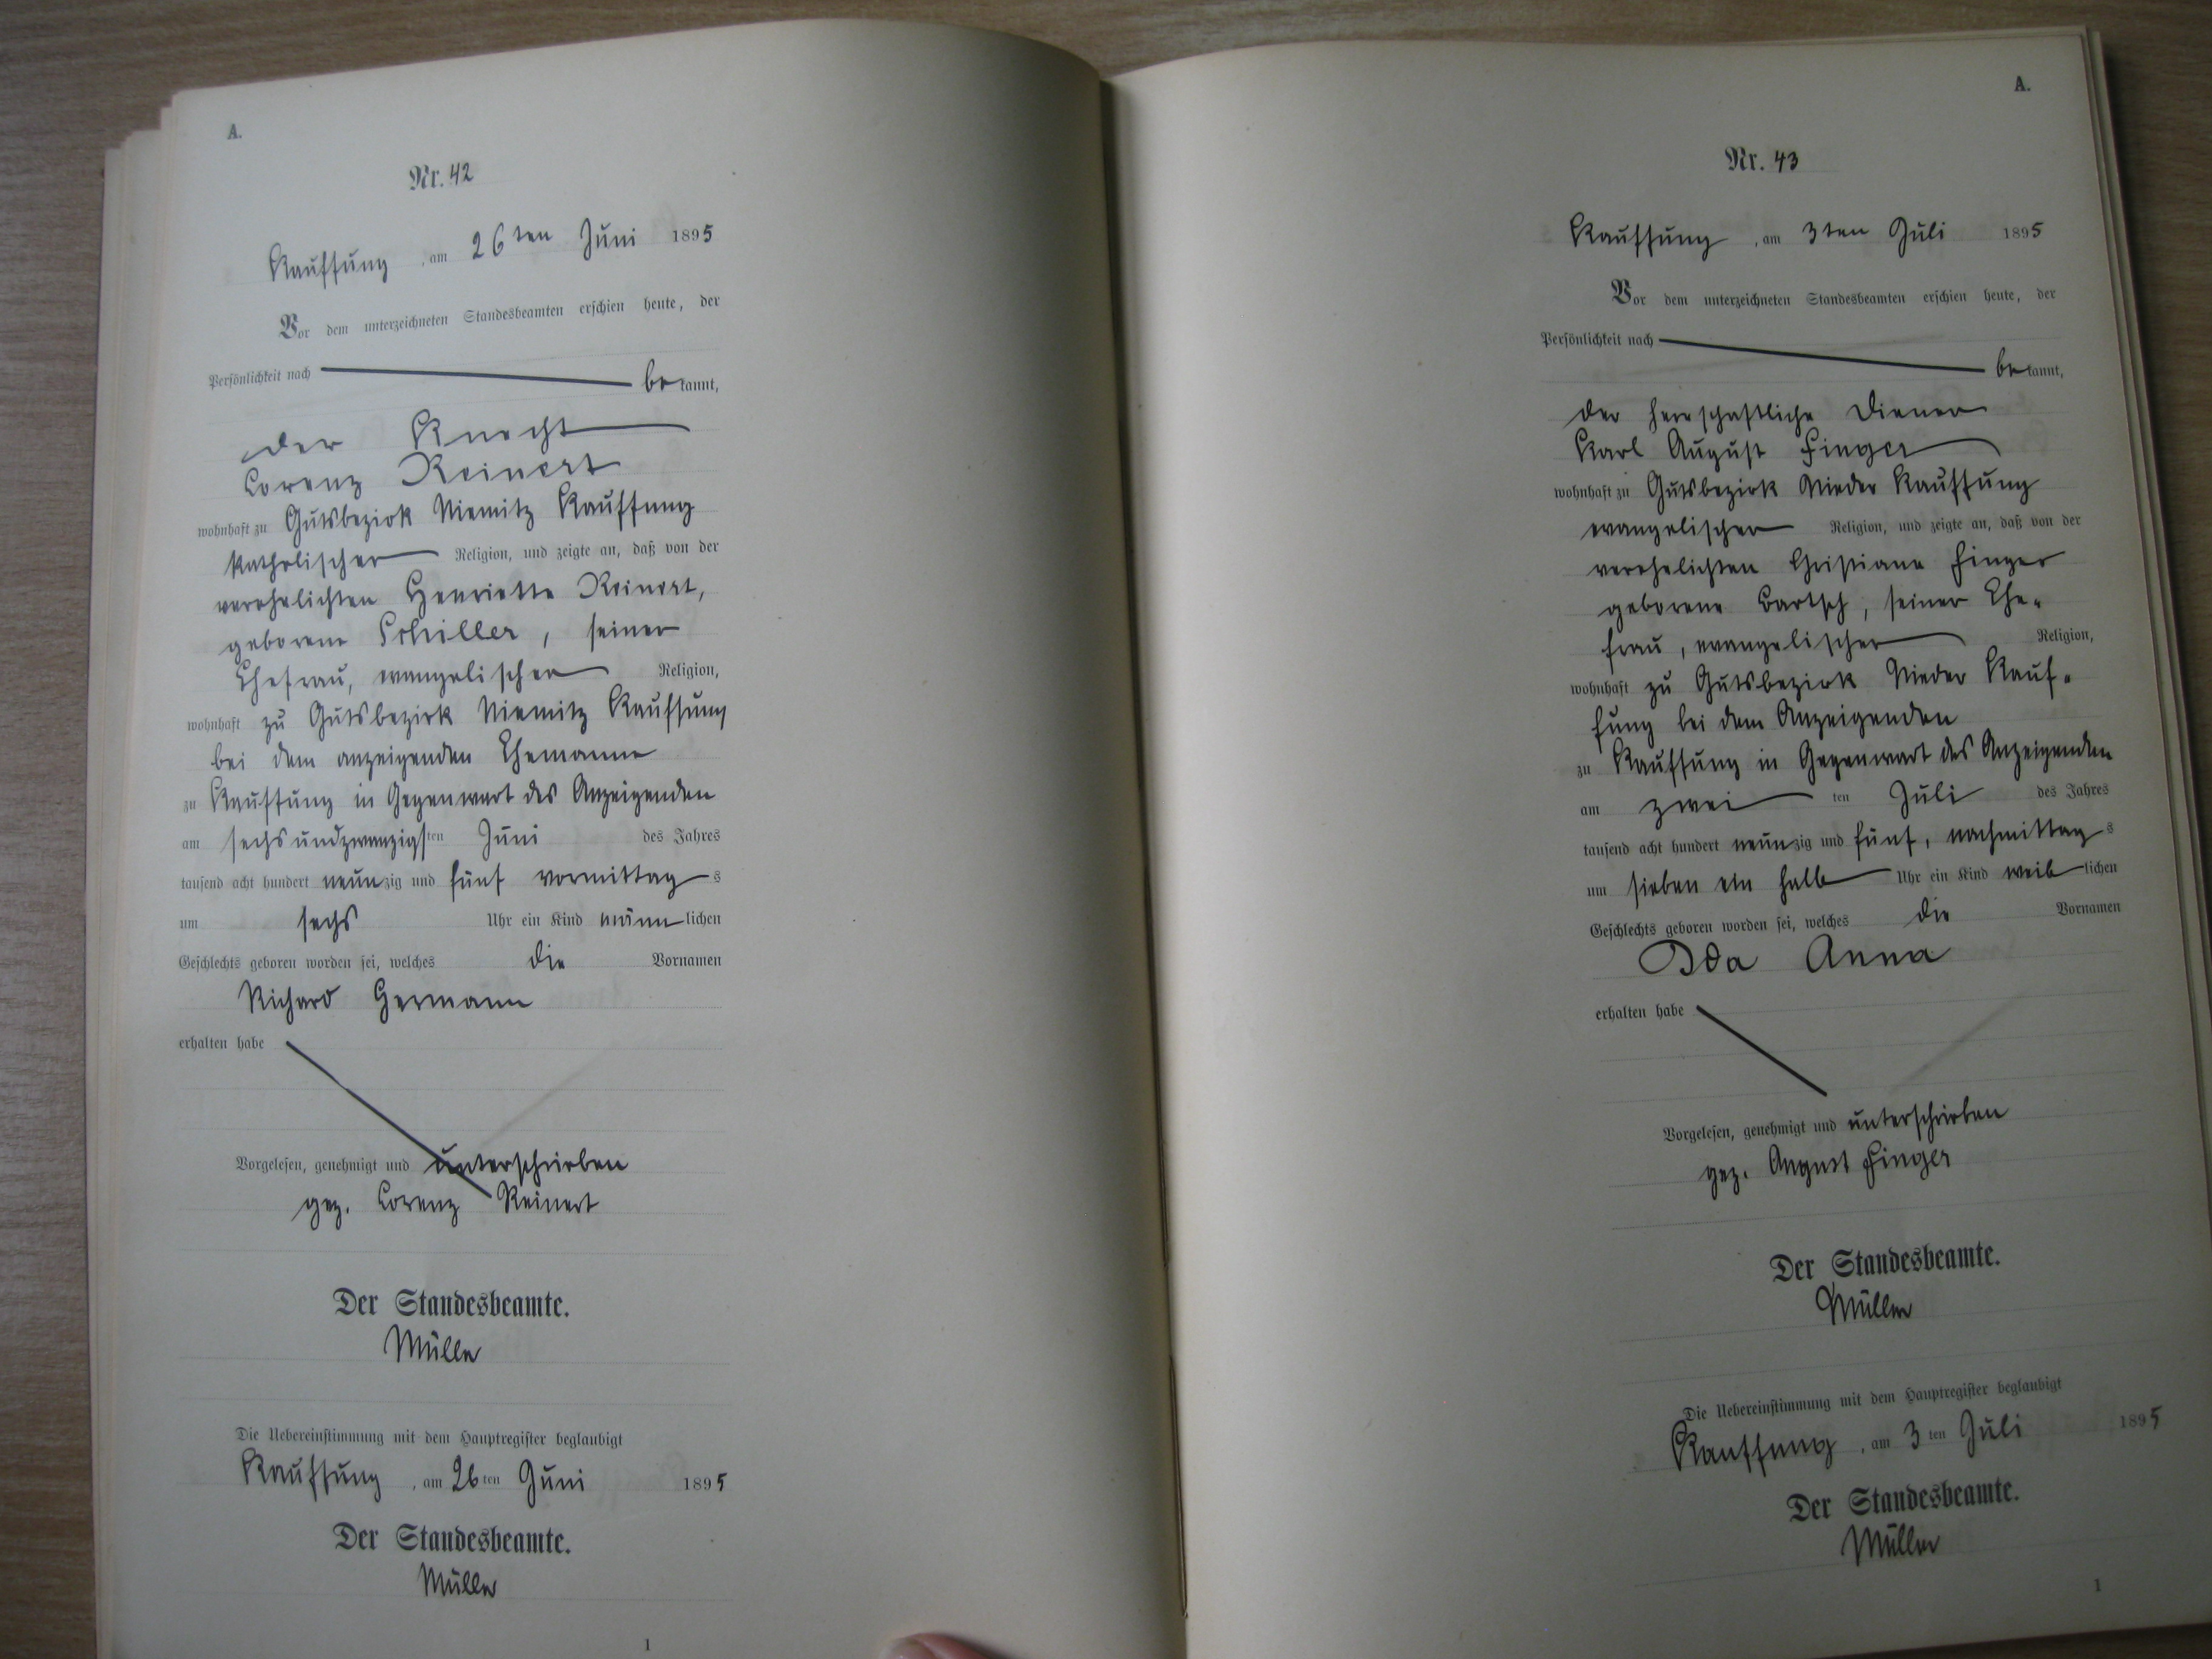 A.
Nr. 42
Kauffung, am 26ten Juni 1895
Vor dem unterzeichneten Standesbeamten erschien heute, der
Persönlichkeit nach
bekannt,
der Knecht
Lorenz Reinert
wohnhaft zu Gutsbezirk Niemitz Kauffung
katholischer Religion, und zeigte an, daß von der
verehelichten Henriette Reinert,
geborene Schiller, seiner
Ehefrau, evangelischer Religion,
wohnhaft zu Gutsbezirk Niemitz Kauffung
bei dem anzeigenden Ehemanne
zu Kauffung in Gegenwart des Anzeigenden
am sechsundzwanzigsten Juni des Jahres
tausend acht hundert neunzig und fünf vormittags
um sechs Uhr ein Kind männlichen
Geschlechts geboren worden sei, welches die Vornamen
Richard Hermann
erhalten habe
Vorgelesen, genehmigt und unterschrieben
gez. Lorenz Reinert
Der Standesbeamte.
Müller
Die Uebereinstimmung mit dem Hauptregister beglaubigt
Kauffung, am 26ten Juni 1895
Der Standesbeamte.
Müller
1
A.
Nr. 43
Kauffung, am 3ten Juli 1895
Vor dem unterzeichneten Standesbeamten erschien heute, der
Persönlichkeit nach
bekannt,
der herrschaftliche Diener
Karl August Finger
wohnhaft zu Gutsbezirk Nieder Kauffung
evangelischer Religion, und zeigte an, daß von der
verehelichten Christiane Finger
geborene Bartsch, seiner Ehe-
frau, evangelischer Religion,
wohnhaft zu Gutsbezirk Nieder Kauf-
fung bei dem Anzeigenden
zu Kauffung in Gegenwart des Anzeigenden
am zweiten Juli des Jahres
tausend acht hundert neunzig und fünf, nachmittags
um sieben ein halb Uhr ein Kind weiblichen
Geschlechts geboren worden sei, welches die Vornamen
Ida Anna
erhalten habe
Vorgelesen, genehmigt und unterschrieben
gez. August Finger
Der Standesbeamte.
Müller
Die Uebereinstimmung mit dem Hauptregister beglaubigt
Kauffung, am 3ten Juli 1895
Der Standesbeamte.
Müller
1